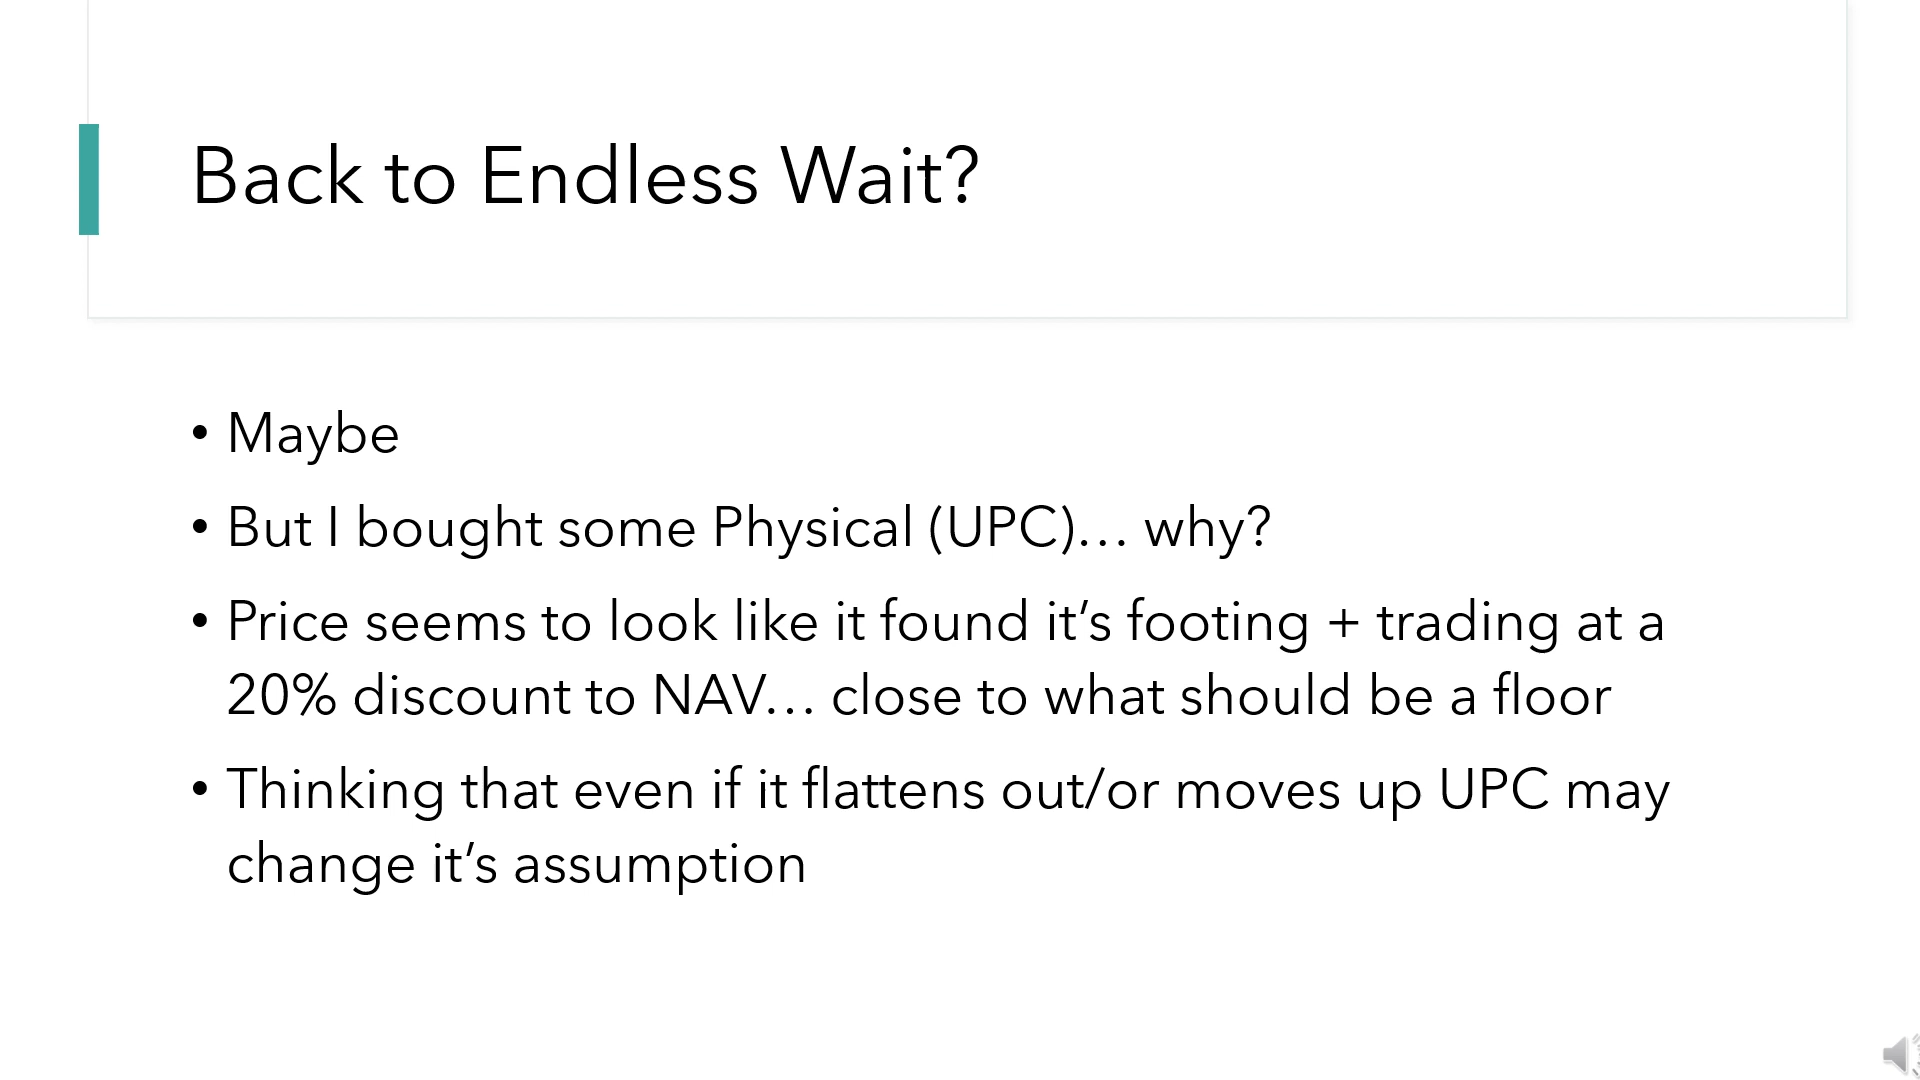 Back to Endless Wait?
• Maybe
• But I bought some Physical (UPC)… why?
• Price seems to look like it found it’s footing + trading at a
20% discount to NAV… close to what should be a floor
• Thinking that even if it flattens out/or moves up UPC may
change it’s assumption